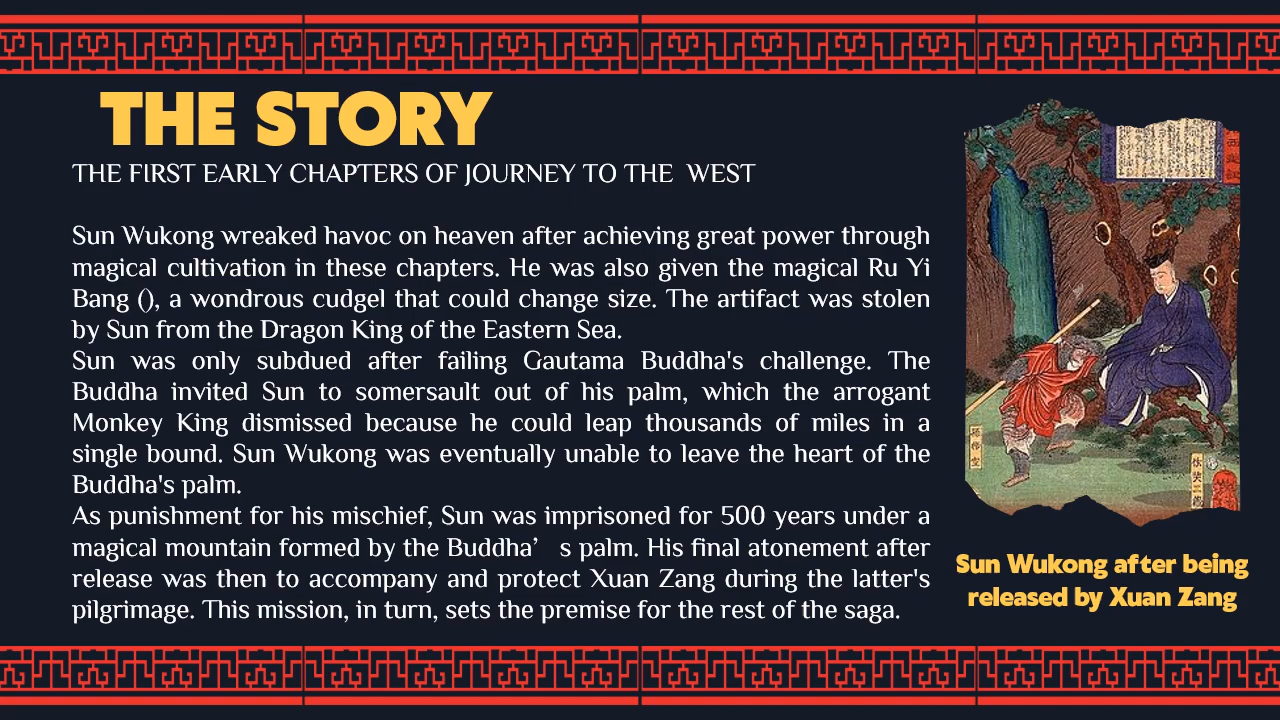 THE STORY
THE FIRST EARLY CHAPTERS OF JOURNEY TO THE WEST
Sun Wukong wreaked havoc on heaven after achieving great power through
magical cultivation in these chapters. He was also given the magical Ru Yi
Bang (), a wondrous cudgel that could change size. The artifact was stolen
by Sun from the Dragon King of the Eastern Sea.
Sun was only subdued after failing Gautama Buddha's challenge. The
Buddha invited Sun to somersault out of his palm, which the arrogant
Monkey King dismissed because he could leap thousands of miles in a
single bound. Sun Wukong was eventually unable to leave the heart of the
Buddha's palm.
As punishment for his mischief, Sun was imprisoned for 500 years under a
magical mountain formed by the Buddha’ s palm. His final atonement after
release was then to accompany and protect Xuan Zang during the latter's
pilgrimage. This mission, in turn, sets the premise for the rest of the saga.
Sun Wukong after being
released by Xuan Zang